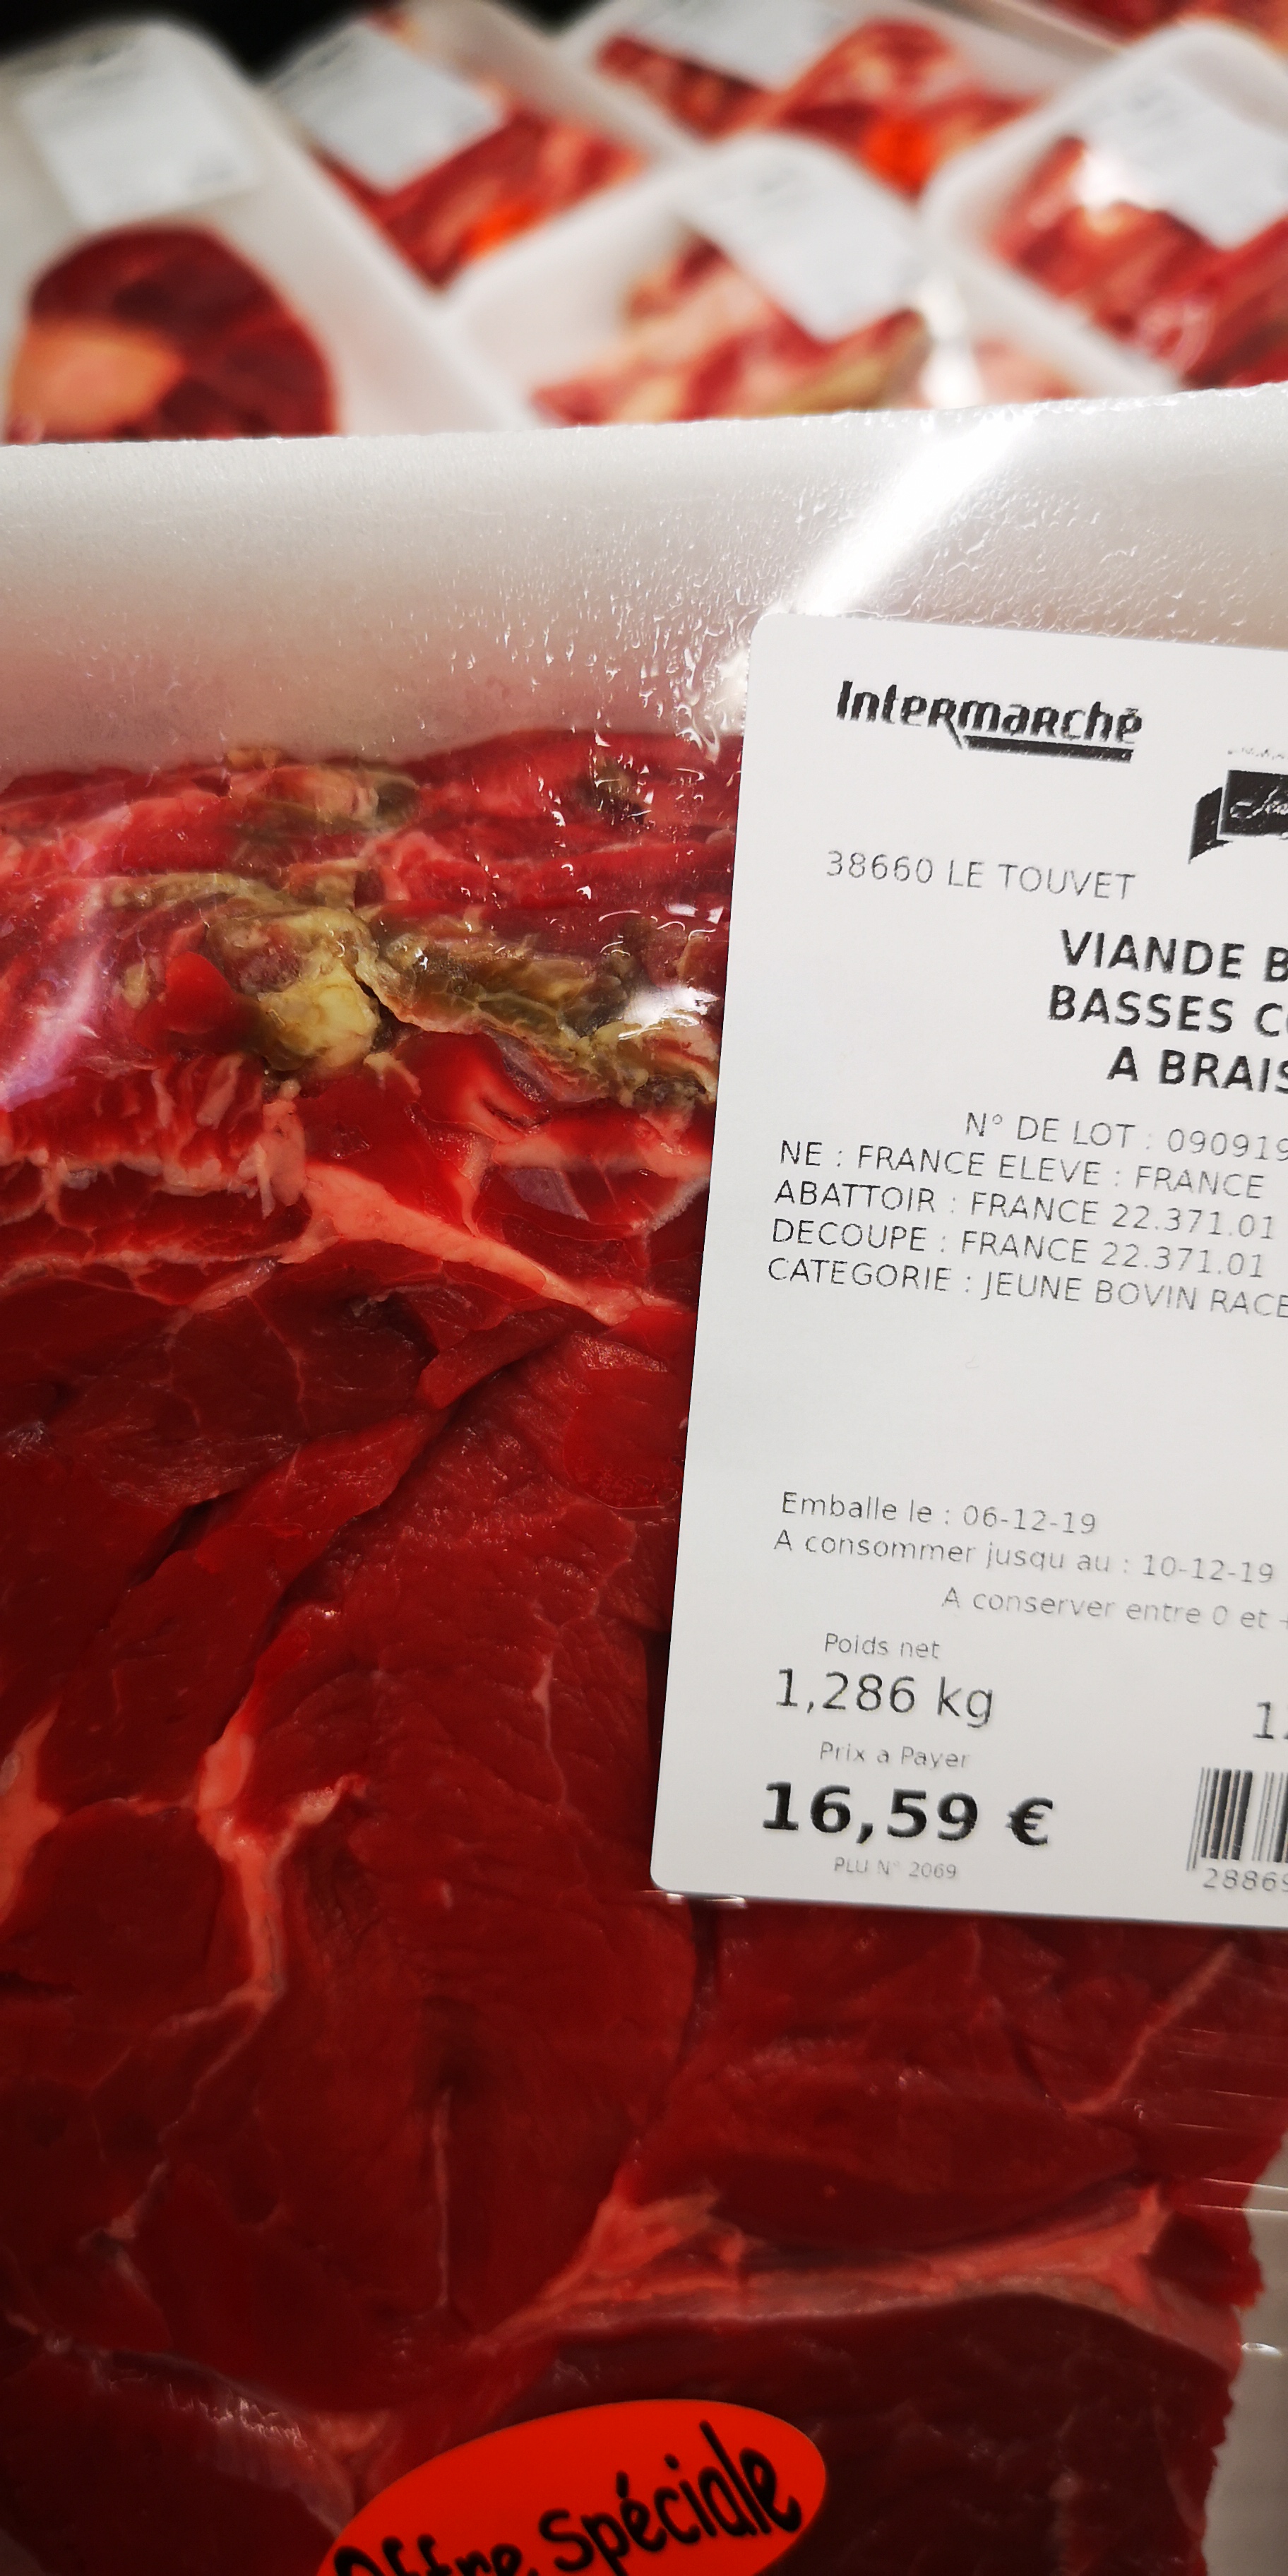 Intermarché
38660 LE TOUVET
VIANDE B
BASSES C
A BRAIS
N° DE LOT : 090919
NE : FRANCE ELEVE : FRANCE
ABATTOIR : FRANCE 22.371.01
DECOUPE : FRANCE 22.371.01
CATEGORIE : JEUNE BOVIN RACE
Emballe le : 06-12-19
A consommer jusqu au : 10-12-19
A conserver entre 0 et +
Poids net
1,286 kg
Prix a Payer
16,59 €
PLU N° 2069
28869
Offre Spéciale